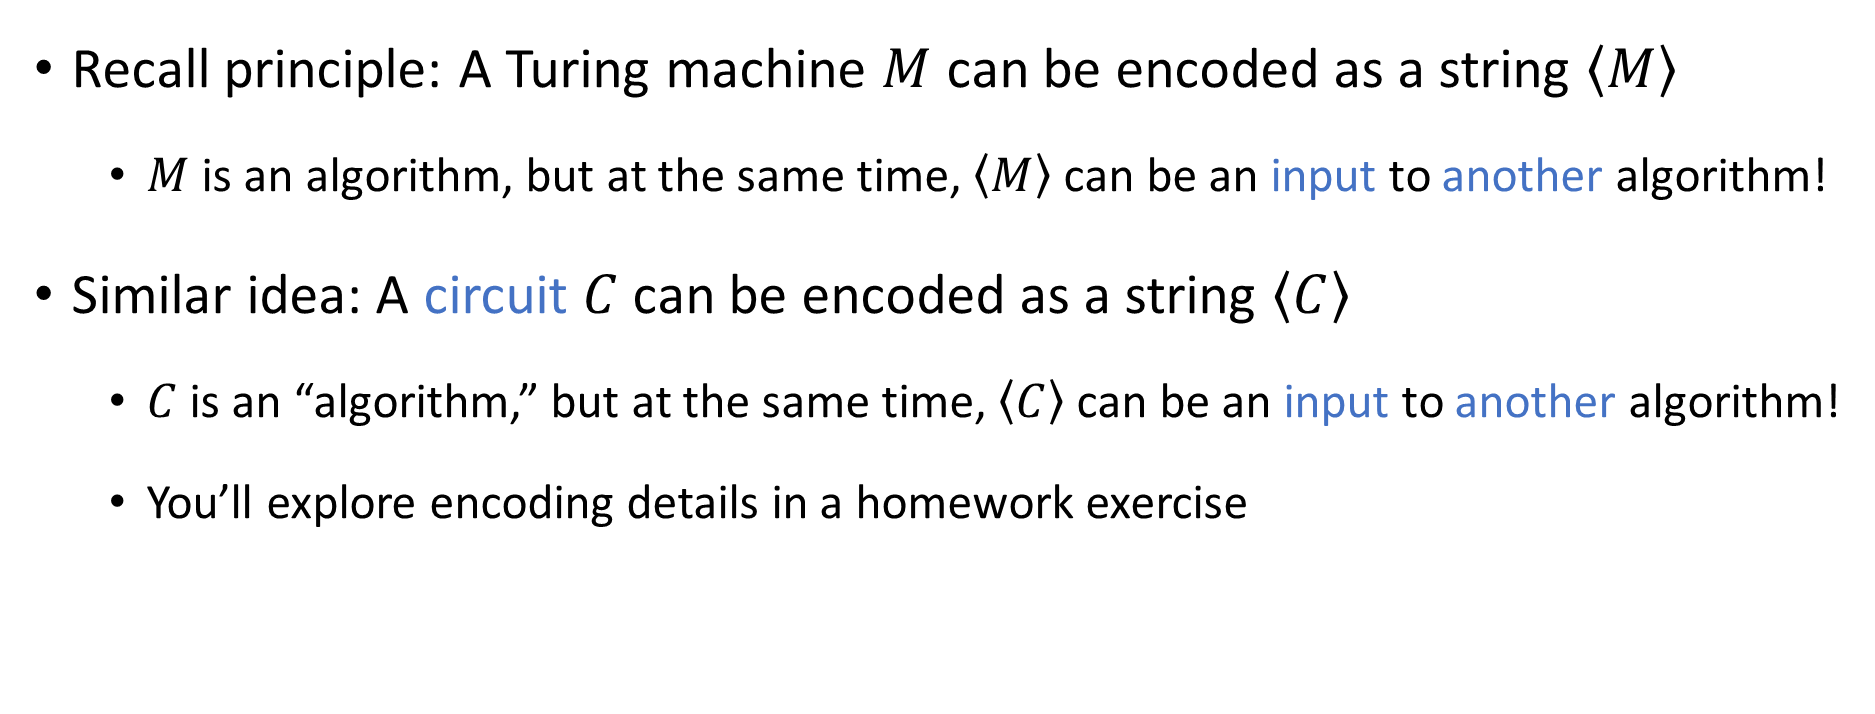 • Recall principle: A Turing machine 𝑀 can be encoded as a string ⟨𝑀⟩
• 𝑀 is an algorithm, but at the same time, ⟨𝑀⟩ can be an input to another algorithm!
• Similar idea: A circuit 𝐶 can be encoded as a string ⟨𝐶⟩
• 𝐶 is an “algorithm,” but at the same time, ⟨𝐶⟩ can be an input to another algorithm!
• You’ll explore encoding details in a homework exercise